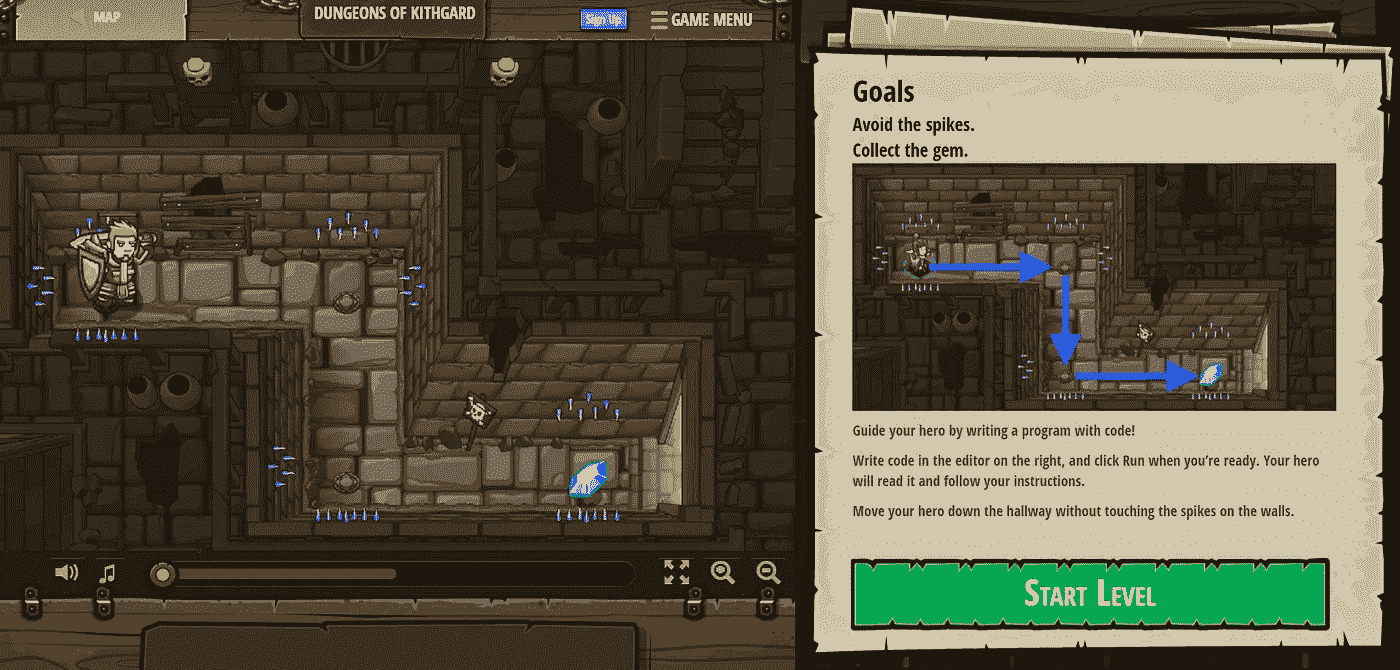 MAP
DUNGEONS OF KITHGARD
Sign Up
GAME MENU
Goals
Avoid the spikes.
Collect the gem.
Guide your hero by writing a program with code!
Write code in the editor on the right, and click Run when you're ready. Your hero
will read it and follow your instructions.
Move your hero down the hallway without touching the spikes on the walls.
START LEVEL